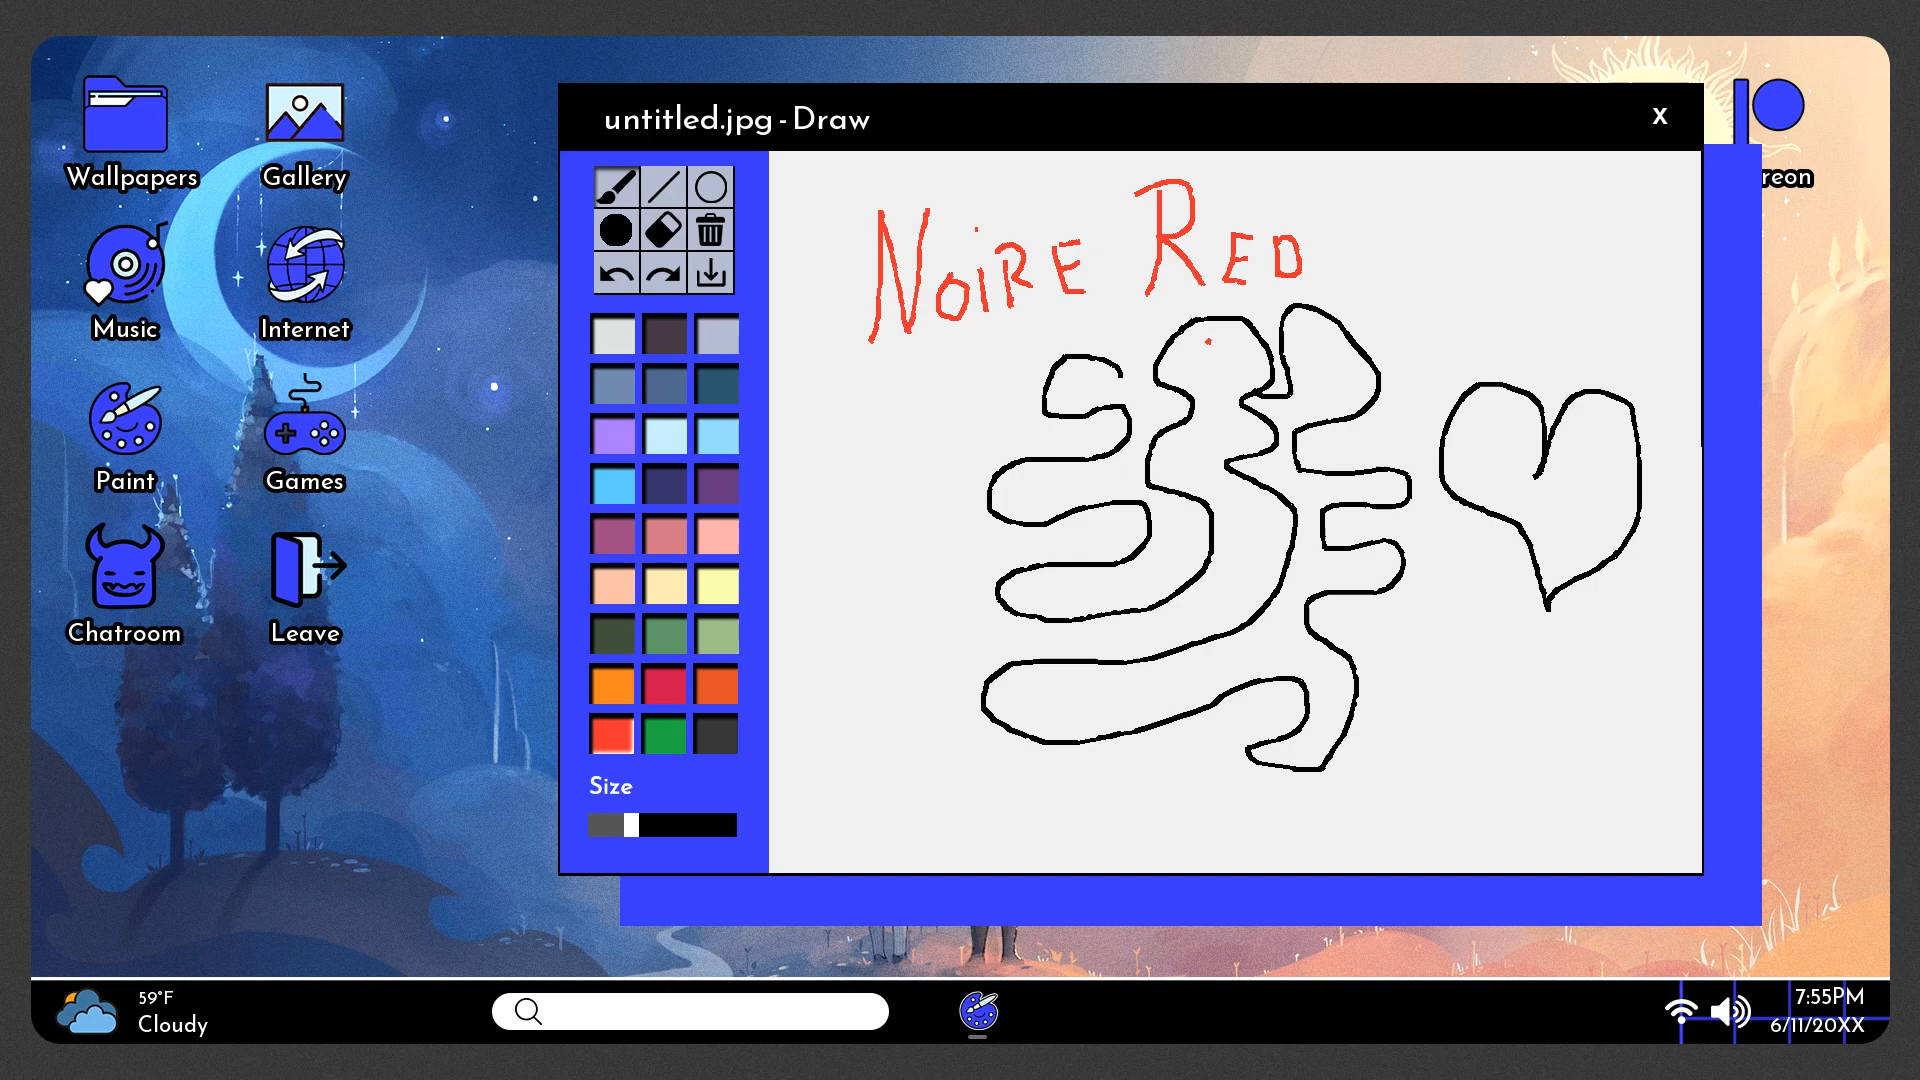 untitled.jpg - Draw
X
Wallpapers
Gallery
reon
Music
Internet
Paint
Games
Chatroom
Leave
Noire Red
Size
59°F
Cloudy
7:55PM
6/11/20XX